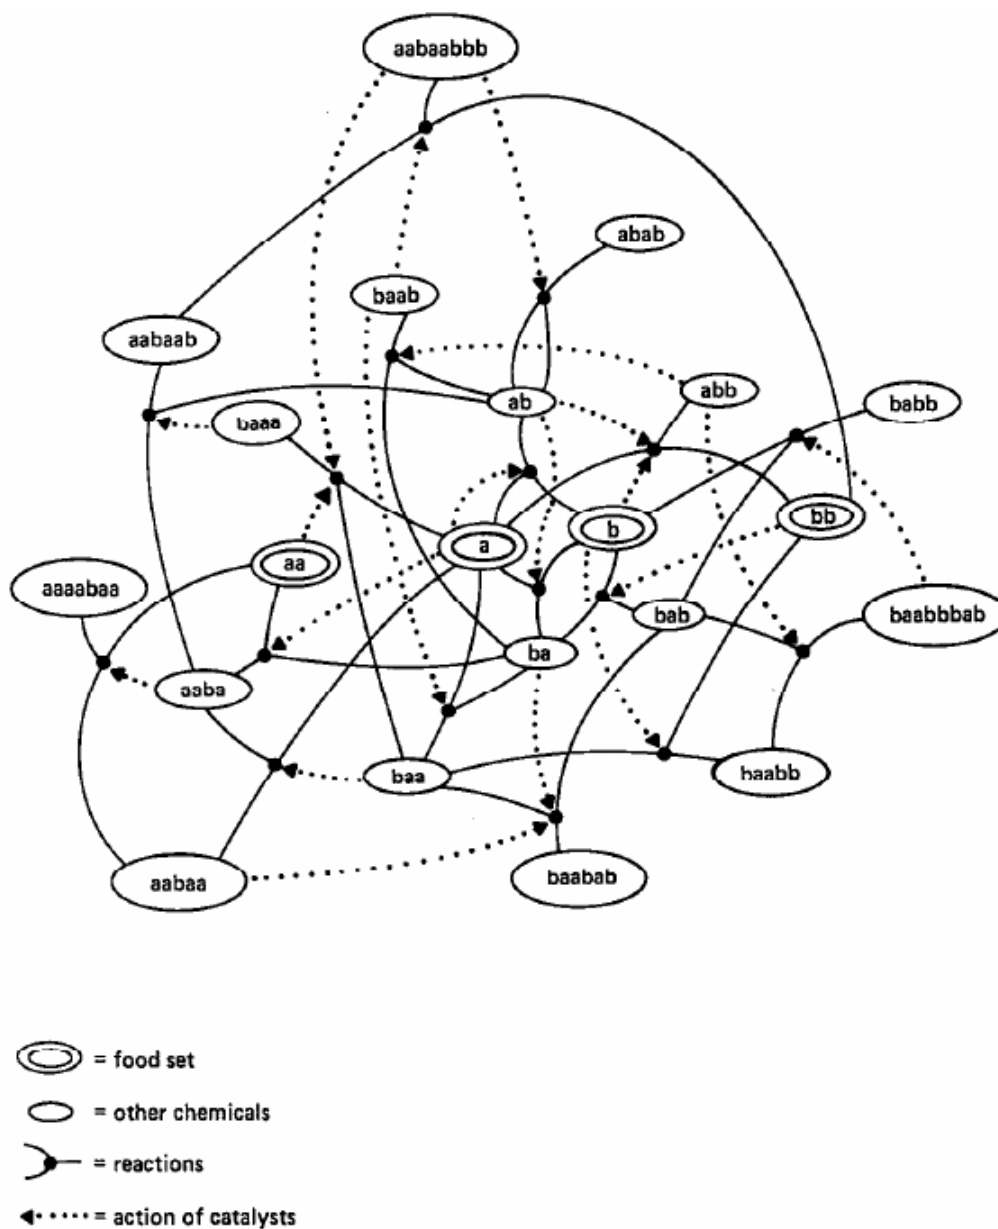 aabaabbb
abab
baab
aabaab
abb
ab
babb
baaa
bb
b
a
aa
aaaabaa
bab
baabbbab
ba
aaba
baa
baabb
aabaa
baabab
= food set
= other chemicals
= reactions
= action of catalysts